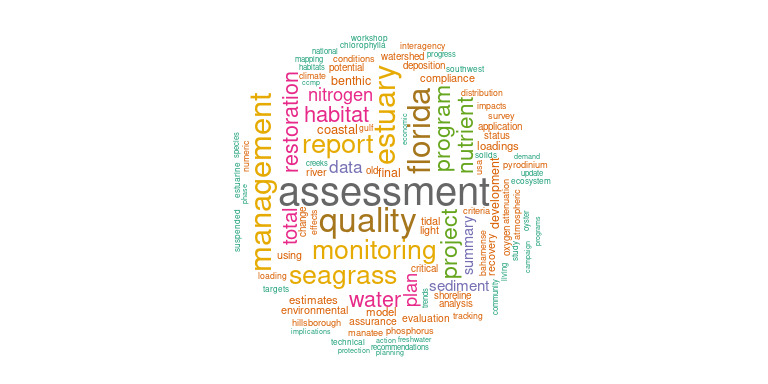 workshop
chlorophylla
interagency
national
progress
mapping
conditions
watershed
habitats
potential
deposition
southwest
climate
ccmp
benthic
compliance
restoration
nitrogen
estuary
florida
program
nutrient
distribution
management
habitat
impacts
survey
coastal
gulf
economic
application
status
report
loadings
species
numeric
estuarine
phase
suspended
creeks
river
data
old
final
solids
usa
demand
pyrodinium
update
ecosystem
assessment
development
attenuation
atmospheric
total
change
effects
quality
tidal
light
project
summary
criteria
oxygen
study
oyster
programs
campaign
monitoring
bahamense
recovery
using
loading
seagrass
critical
living
community
targets
sediment
estimates
water
plan
trends
shoreline
analysis
environmental
model
tracking
hillsborough
assurance
evaluation
implications
manatee
phosphorus
technical
action
freshwater
protection
recommendations
planning